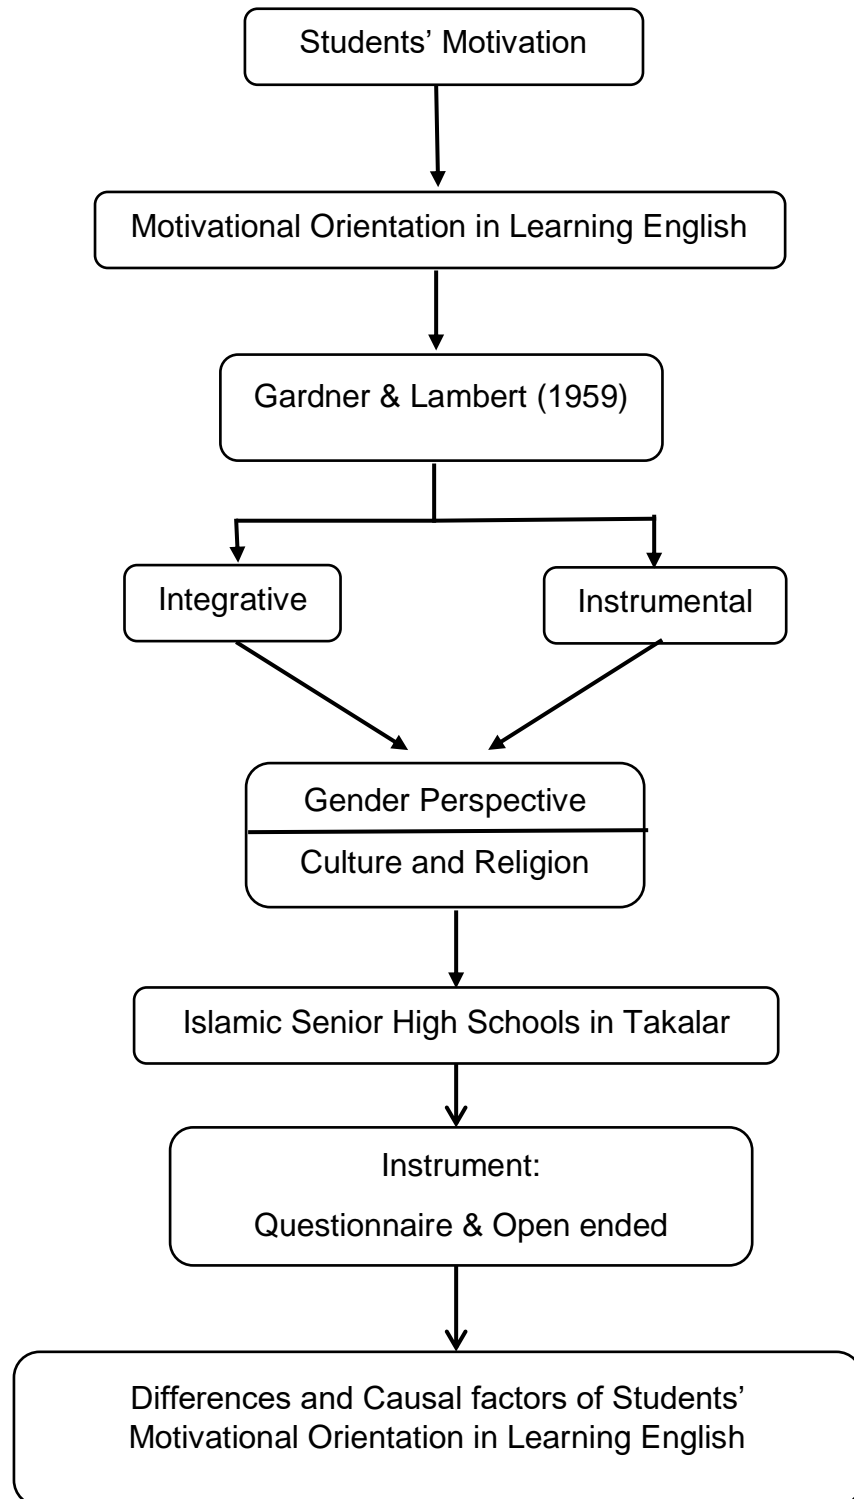 Students’ Motivation
Motivational Orientation in Learning English
Gardner & Lambert (1959)
Integrative
Instrumental
Gender Perspective
Culture and Religion
Islamic Senior High Schools in Takalar
Instrument:
Questionnaire & Open ended
Differences and Causal factors of Students’
Motivational Orientation in Learning English